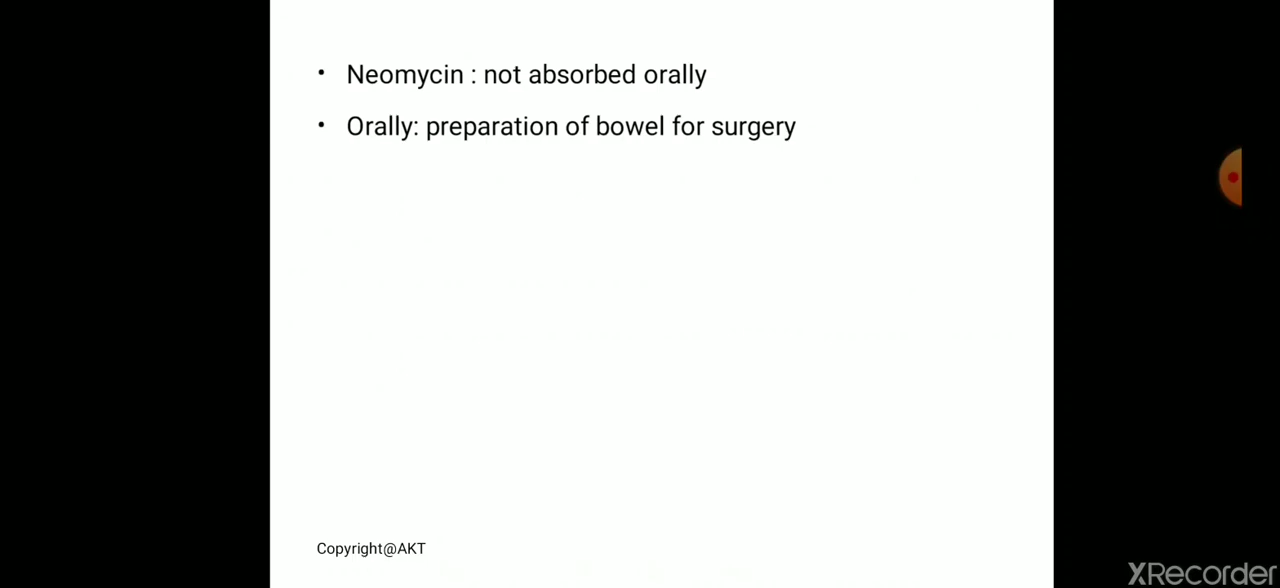 • Neomycin : not absorbed orally
• Orally: preparation of bowel for surgery
Copyright@AKT
XRecorder